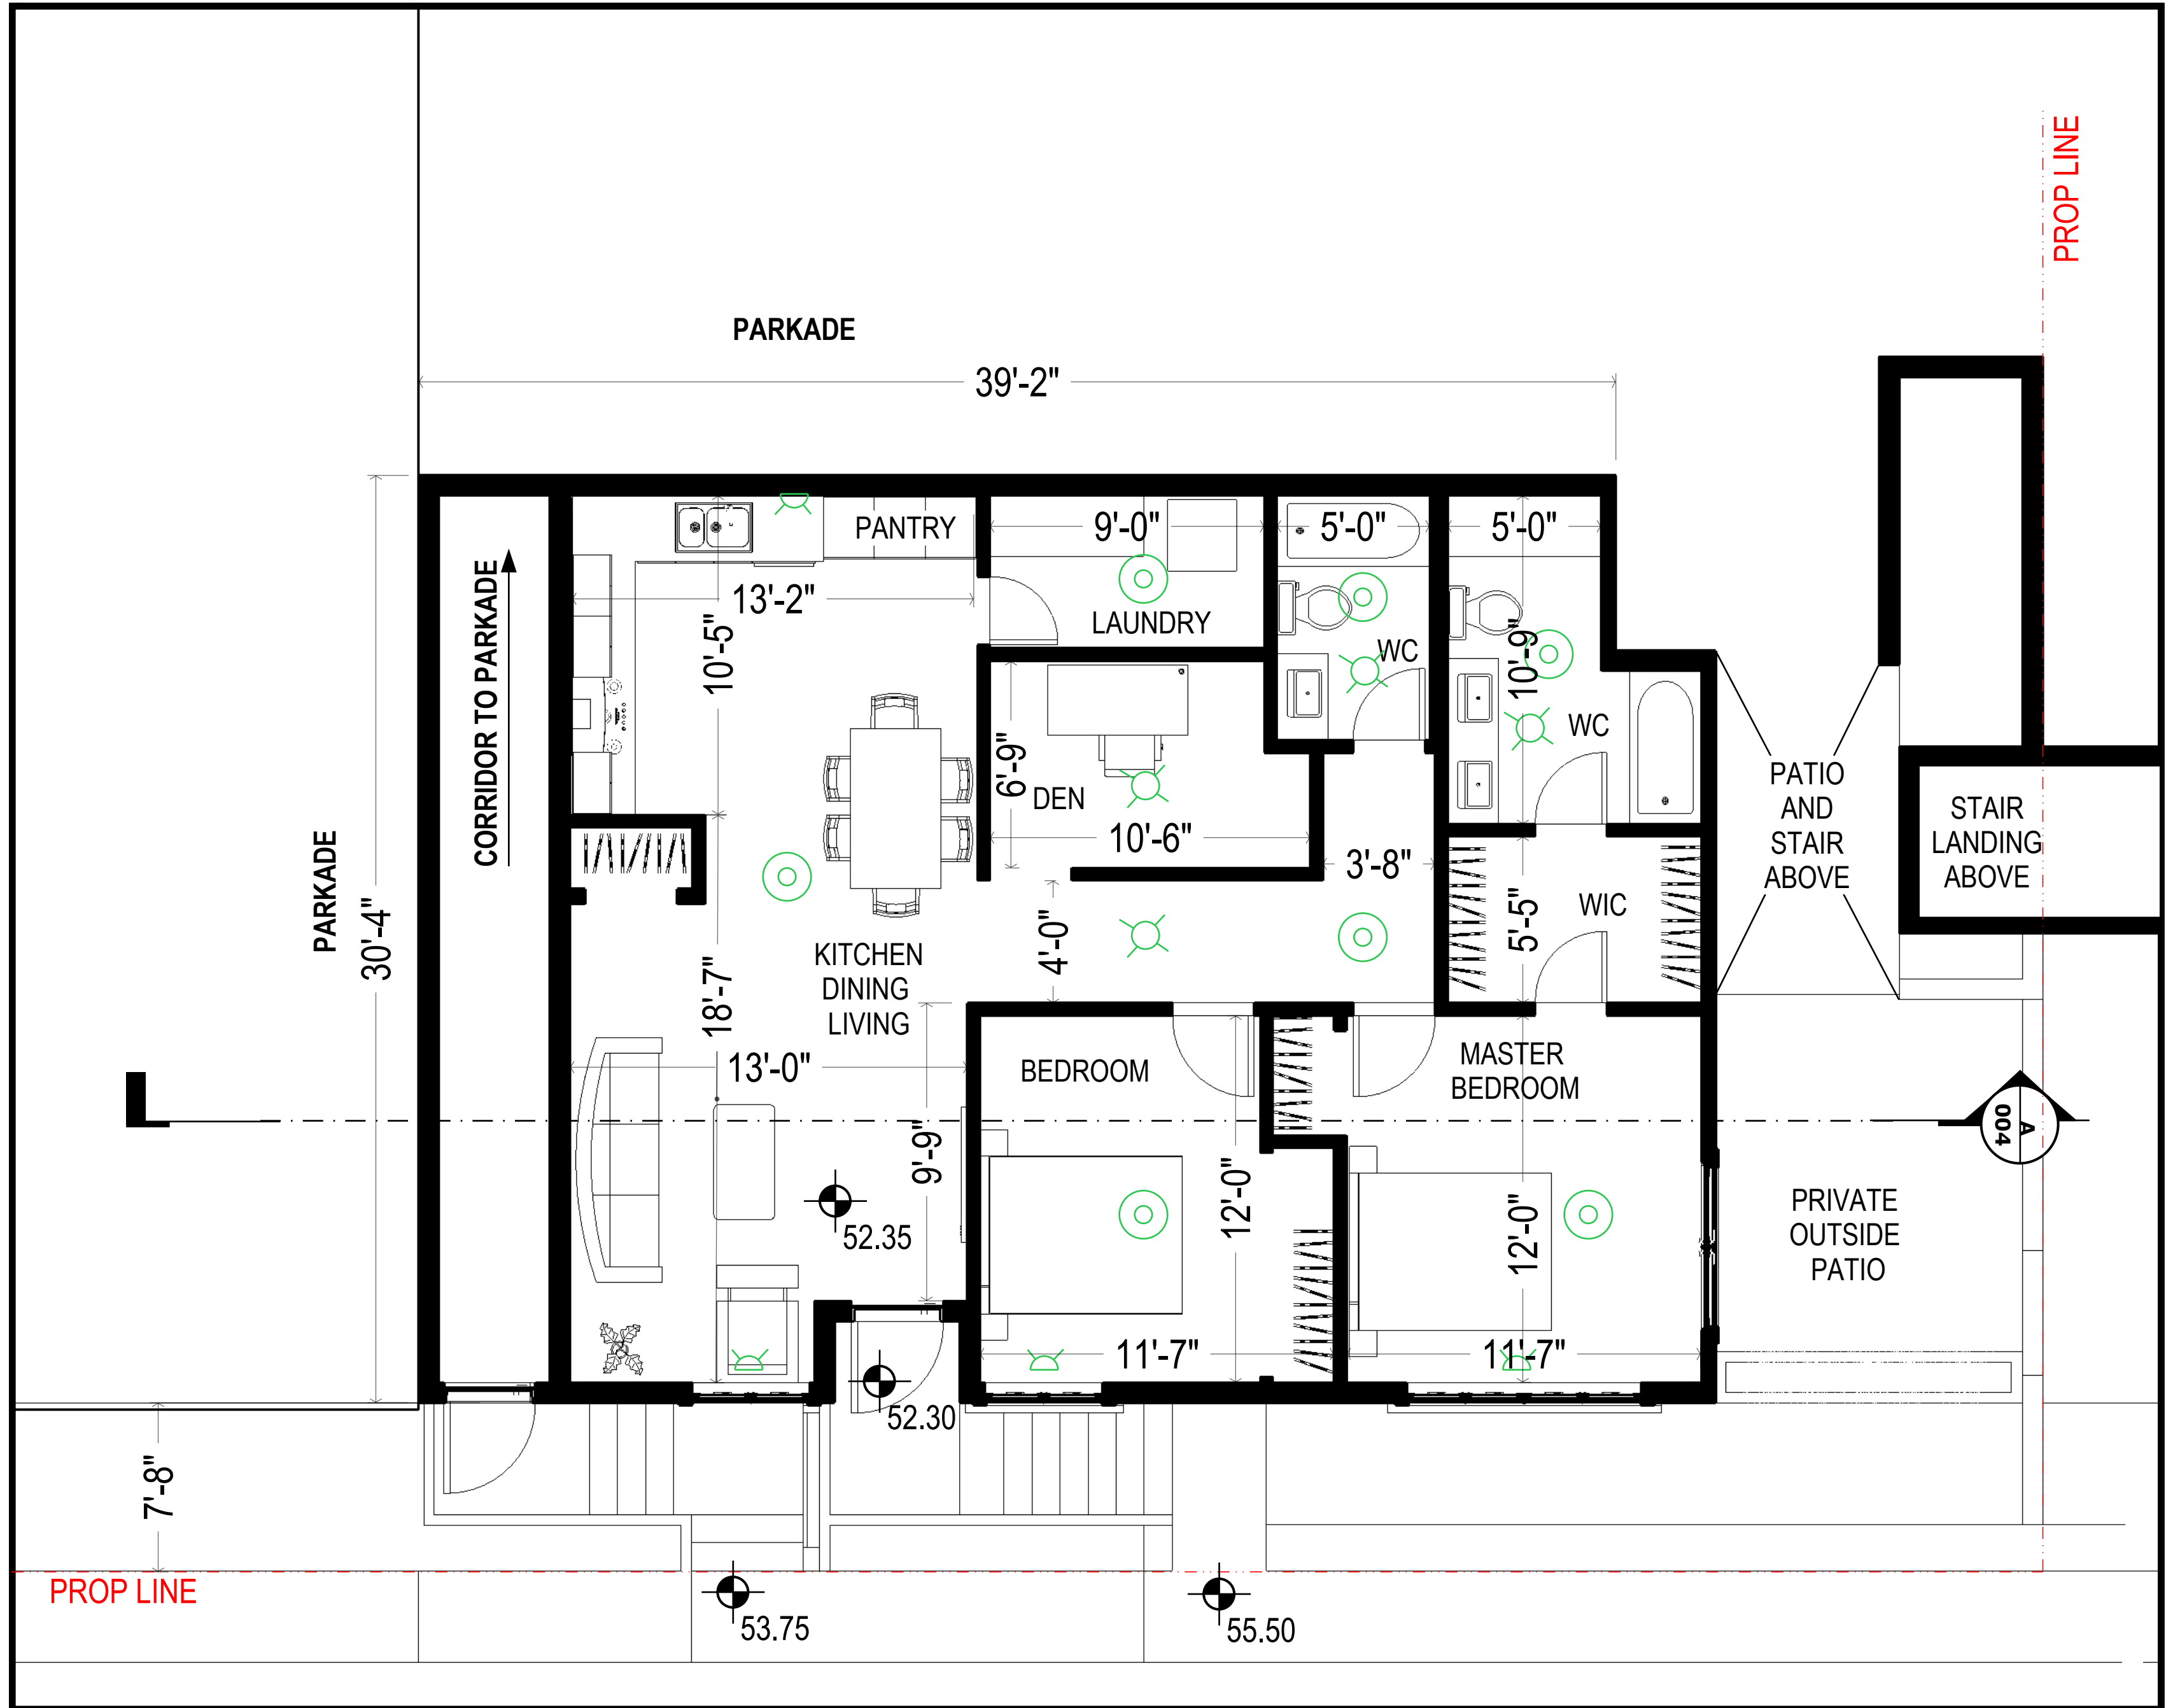 PROP LINE
PARKADE
39'-2"
PANTRY
9'-0"
5'-0"
5'-0"
CORRIDOR TO PARKADE
13'-2"
10'-5"
LAUNDRY
WC
10'-9"
WC
6'-9"
DEN
10'-6"
3'-8"
PATIO
AND
STAIR
ABOVE
STAIR
LANDING
ABOVE
PARKADE
30'-4"
KITCHEN
DINING
LIVING
18'-7"
4'-0"
5'-5"
WIC
13'-0"
BEDROOM
MASTER
BEDROOM
A
004
9'-9"
52.35
12'-0"
12'-0"
PRIVATE
OUTSIDE
PATIO
11'-7"
11'-7"
52.30
7'-8"
PROP LINE
53.75
55.50